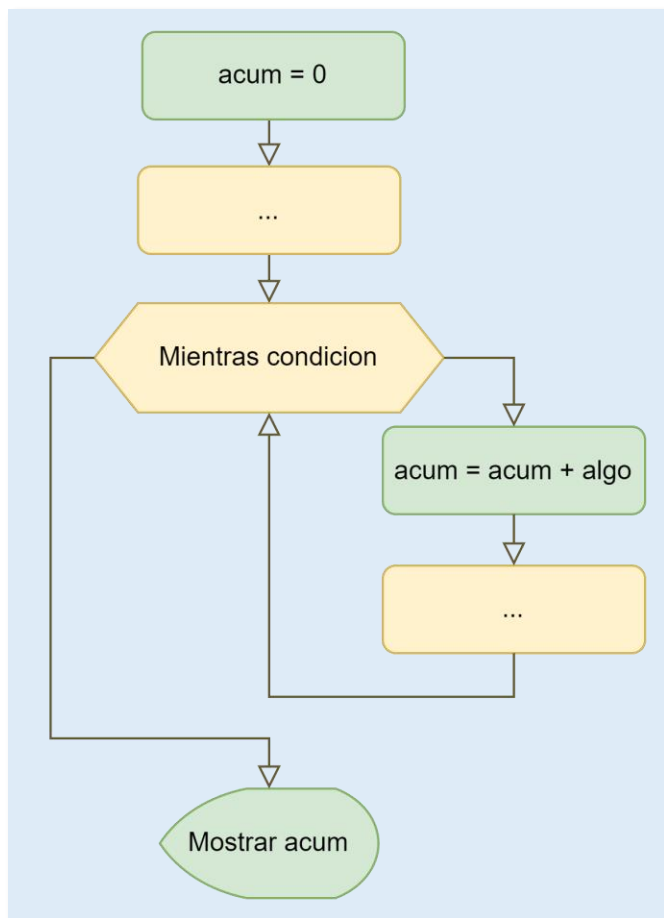 acum = 0
...
Mientras condicion
acum = acum + algo
...
Mostrar acum